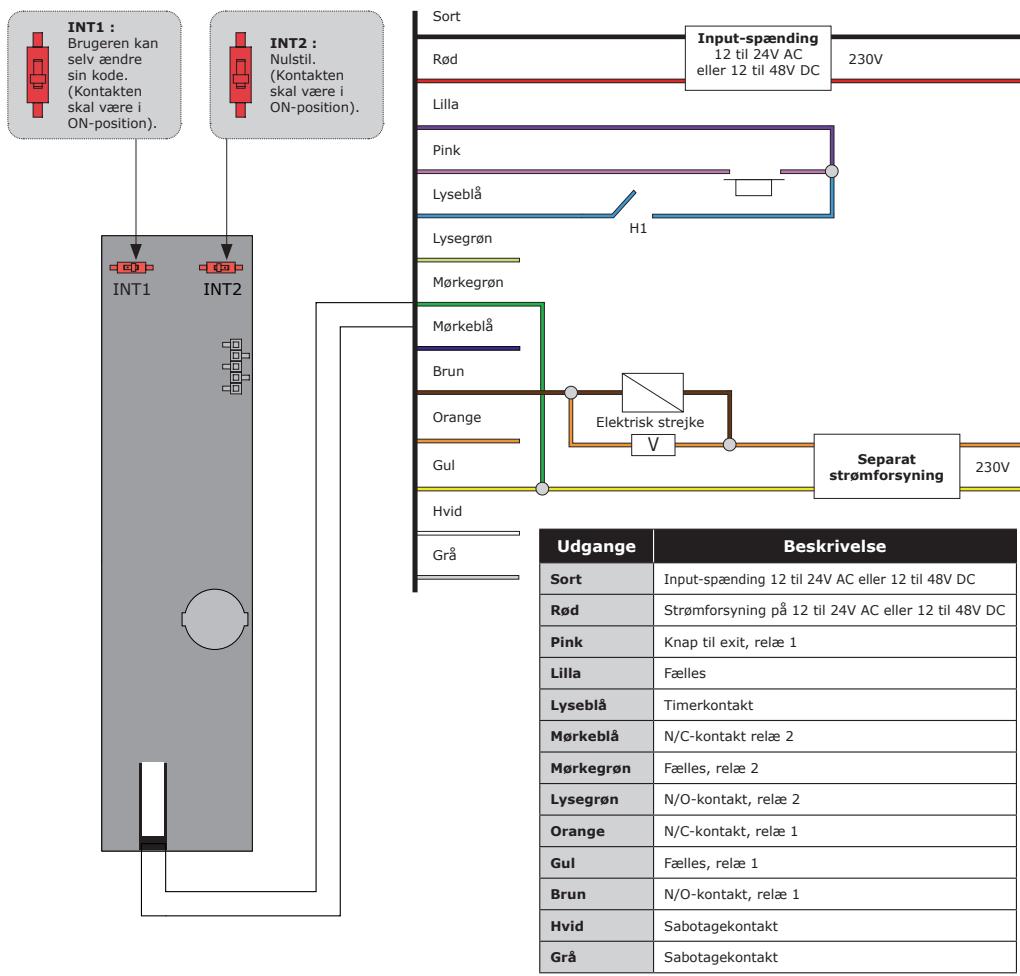 INT1 :
Brugeren kan
selv ændre
sin kode.
(Kontakten
skal være i
ON-position).
INT2 :
Nulstil.
(Kontakten
skal være i
ON-position).
INT1
INT2
Sort
Rød
Lilla
Pink
Lyseblå
Lysegrøn
Mørkegrøn
Mørkeblå
Brun
Orange
Gul
Hvid
Grå
Input-spænding
12 til 24V AC
eller 12 til 48V DC
230V
H1
Elektrisk strejke
V
Separat
strømforsyning
230V
Udgange Beskrivelse
Sort Input-spænding 12 til 24V AC eller 12 til 48V DC
Rød Strømforsyning på 12 til 24V AC eller 12 til 48V DC
Pink Knap til exit, relæ 1
Lilla Fælles
Lyseblå Timerkontakt
Mørkeblå N/C-kontakt relæ 2
Mørkegrøn Fælles, relæ 2
Lysegrøn N/O-kontakt, relæ 2
Orange N/C-kontakt, relæ 1
Gul Fælles, relæ 1
Brun N/O-kontakt, relæ 1
Hvid Sabotagekontakt
Grå Sabotagekontakt